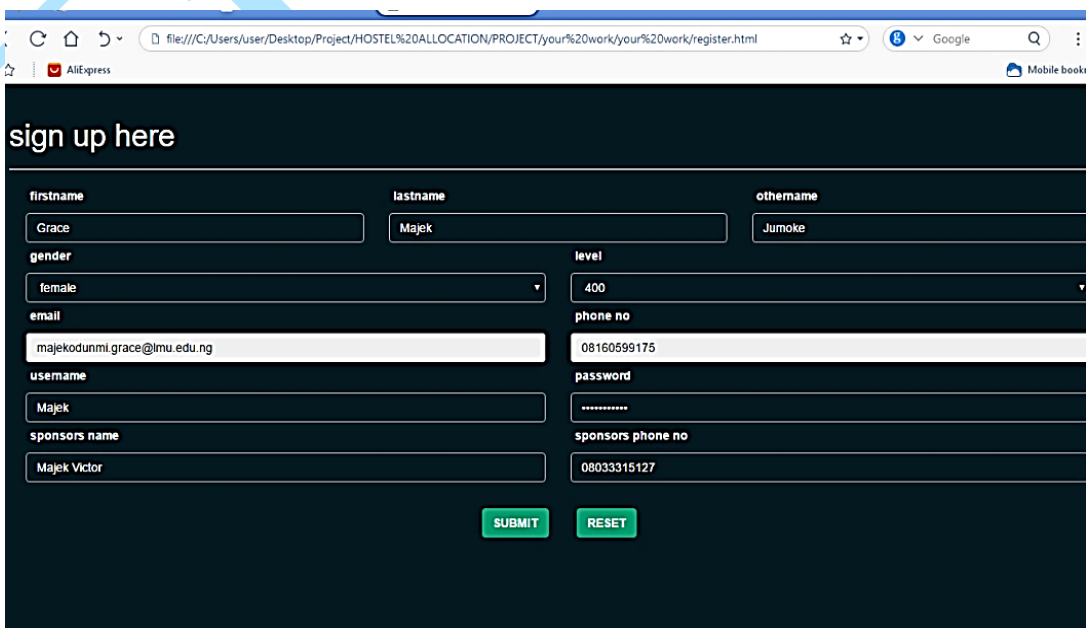 file:///C:/Users/user/Desktop/Project/HOSTEL%20ALLOCATION/PROJECT/your%20work/your%20work/register.html
g Google
AliExpress
Mobile bookr
sign up here
firstname lastname othername
Grace Majek Jumoke
gender level
female 400
email phone no
majekodunmi.grace@lmu.edu.ng 08160599175
username password
Majek •••••••••••
sponsors name sponsors phone no
Majek Victor 08033315127
SUBMIT RESET